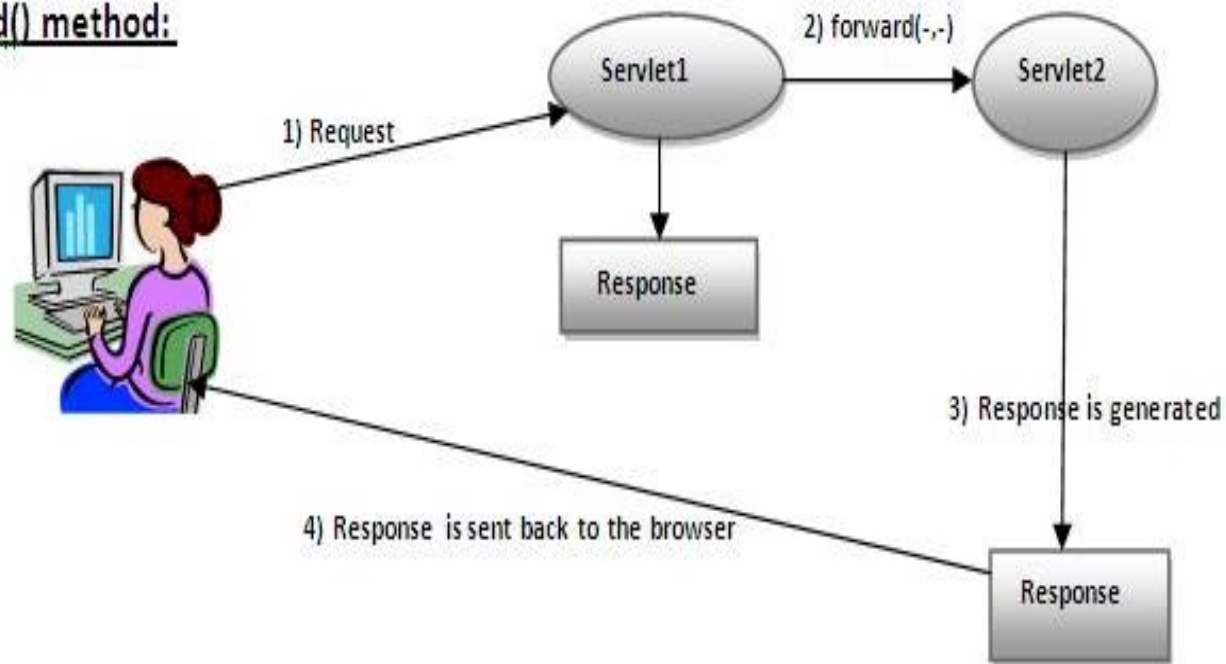 d() method:
2) forward(-,-)
Servlet1
Servlet2
1) Request
Response
3) Response is generated
4) Response is sent back to the browser
Response